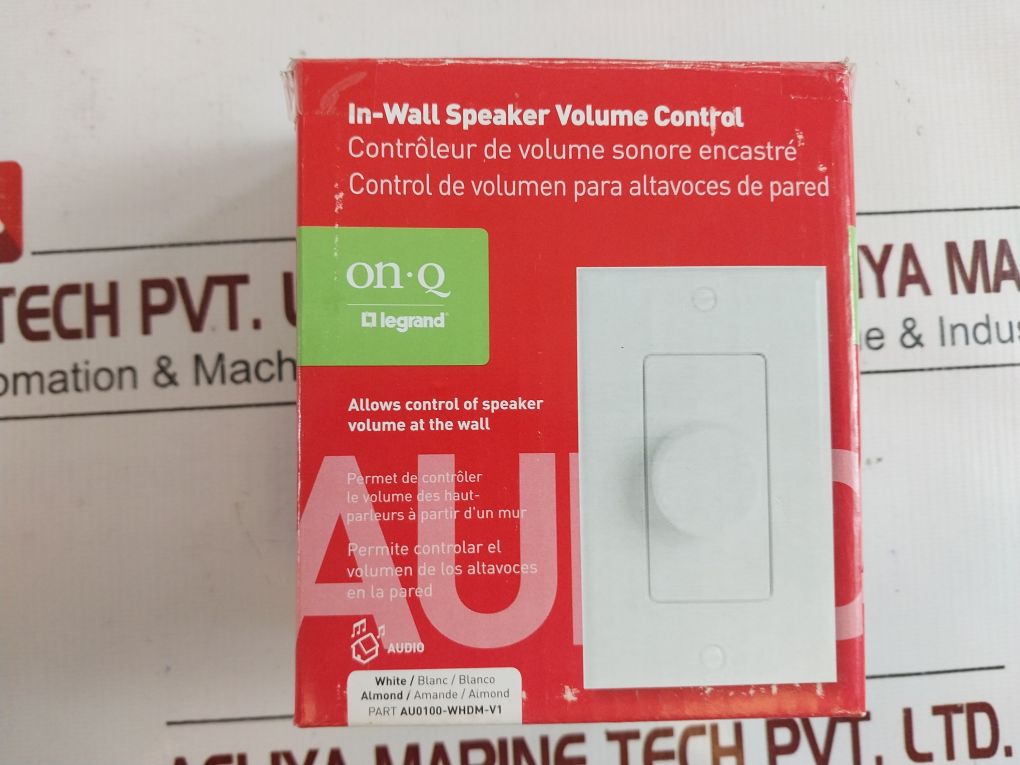 In-Wall Speaker Volume Control
Contrôleur de volume sonore encastré
Control de volumen para altavoces de pared
on·Q
legrand
Allows control of speaker
volume at the wall
Permet de contrôler
le volume des haut-
parleurs à partir d'un mur
Permite controlar el
volumen de los altavoces
en la pared
AUDIO
AUDIO
White / Blanc / Blanco
Almond / Amande / Almond
PART AU0100-WHDM-V1
TECH PVT.
omation & Mach
YA MA
e & Indus
MARINE TECH PVT. LTD.